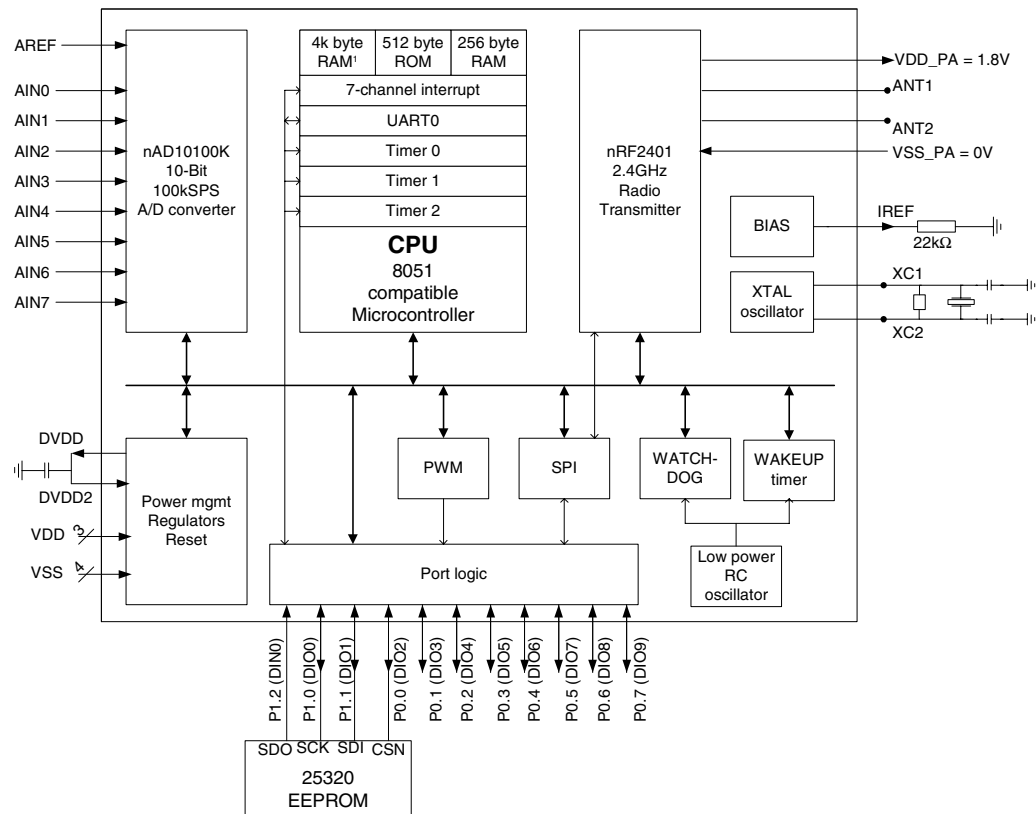 AREF
AIN0
AIN1
AIN2
AIN3
AIN4
AIN5
AIN6
AIN7
nAD10100K
10-Bit
100kSPS
A/D converter
4k byte
RAM¹
512 byte
ROM
256 byte
RAM
7-channel interrupt
UART0
Timer 0
Timer 1
Timer 2
CPU
8051
compatible
Microcontroller
nRF2401
2.4GHz
Radio
Transmitter
VDD_PA = 1.8V
ANT1
ANT2
VSS_PA = 0V
BIAS
IREF
22kΩ
XTAL
oscillator
XC1
XC2
DVDD
DVDD2
VDD
3
VSS
4
Power mgmt
Regulators
Reset
PWM
SPI
WATCH-
DOG
WAKEUP
timer
Low power
RC
oscillator
Port logic
P1.2 (DIN0)
P1.0 (DIO0)
P1.1 (DIO1)
P0.0 (DIO2)
P0.1 (DIO3)
P0.2 (DIO4)
P0.3 (DIO5)
P0.4 (DIO6)
P0.5 (DIO7)
P0.6 (DIO8)
P0.7 (DIO9)
SDO
SCK
SDI
CSN
25320
EEPROM